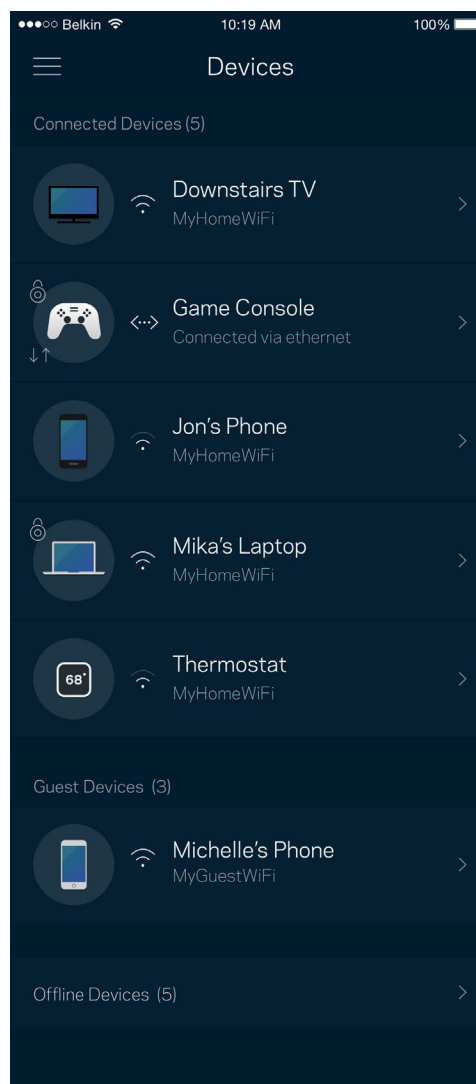 Belkin 10:19 AM 100%
Devices
Connected Devices (5)
Downstairs TV
MyHomeWiFi
Game Console
Connected via ethernet
Jon's Phone
MyHomeWiFi
Mika's Laptop
MyHomeWiFi
68°
Thermostat
MyHomeWiFi
Guest Devices (3)
Michelle's Phone
MyGuestWiFi
Offline Devices (5)